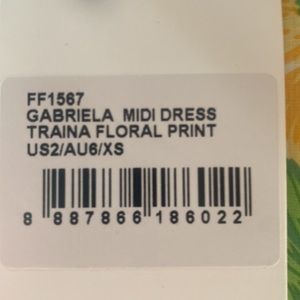 FF1567
GABRIELA MIDI DRESS
TRAINA FLORAL PRINT
US2/AU6/XS
8 887866 186022